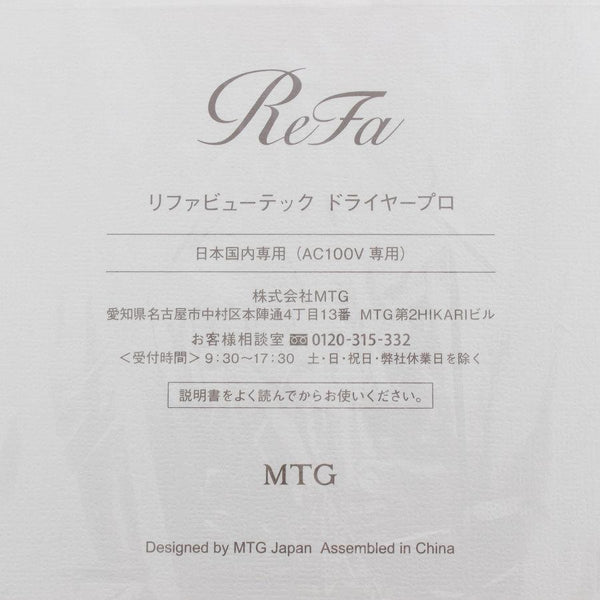 ReFa
リファビューテック ドライヤープロ
日本国内専用（AC100V 専用）
株式会社MTG
愛知県名古屋市中村区本陣通4丁目13番 MTG第2HIKARIビル
お客様相談室 0120-315-332
＜受付時間＞9:30〜17:30 土・日・祝日・弊社休業日を除く
説明書をよく読んでからお使いください。
MTG
Designed by MTG Japan Assembled in China